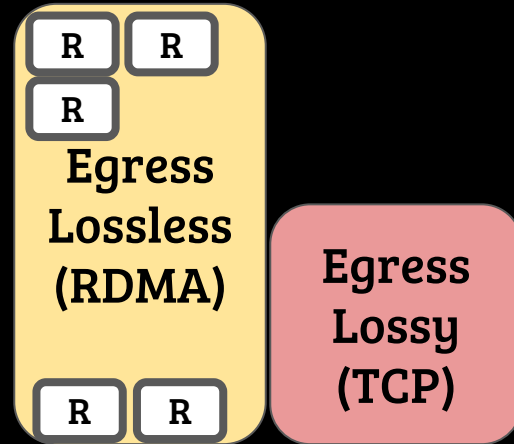 R R
R
Egress
Lossless
(RDMA)
R R
Egress
Lossy
(TCP)